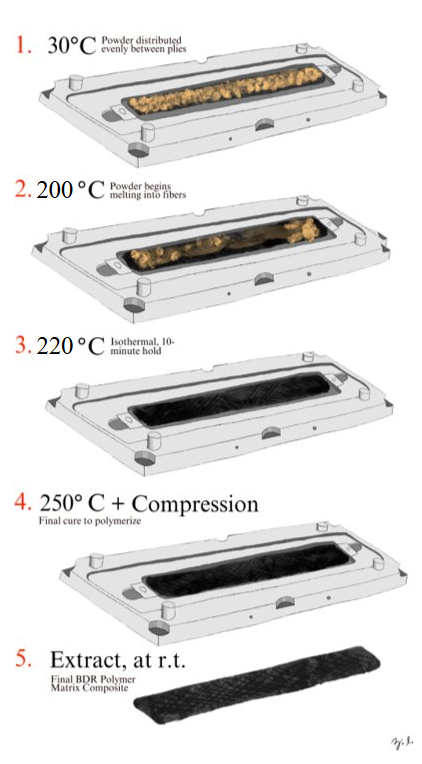 1. 30°C Powder distributed
evenly between plies
2. 200 °C Powder begins
melting into fibers
3. 220 °C Isothermal, 10-
minute hold
4. 250° C + Compression
Final cure to polymerize
5. Extract, at r.t.
Final BDR Polymer
Matrix Composite